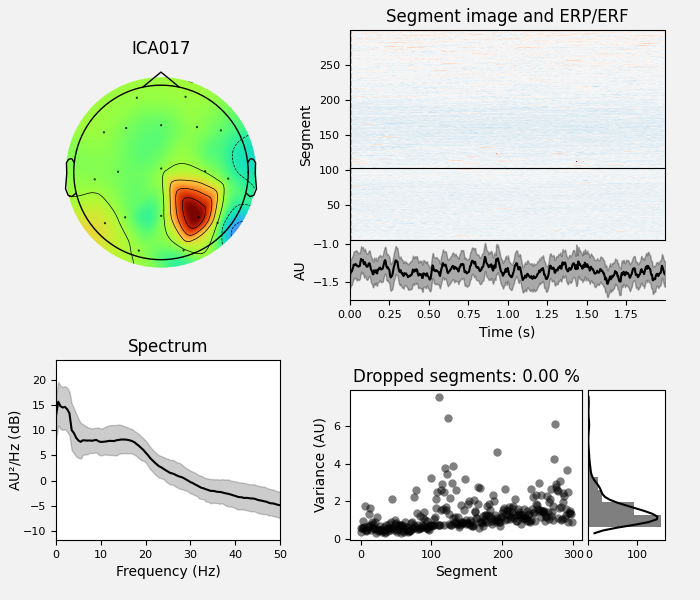 ICA017
Segment image and ERP/ERF
Segment
250
200
150
100
50
AU
−1.0
−1.5
0.00 0.25 0.50 0.75 1.00 1.25 1.50 1.75
Time (s)
Spectrum
AU²/Hz (dB)
20
15
10
5
0
−5
−10
0 10 20 30 40 50
Frequency (Hz)
Dropped segments: 0.00 %
Variance (AU)
6
4
2
0
0 100 200 300
Segment
0 100